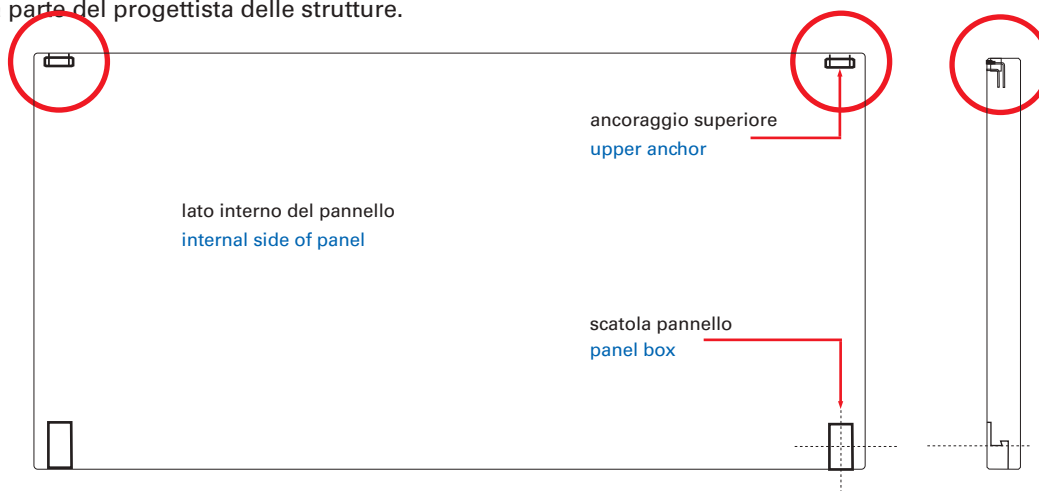 parte del progettista delle strutture.
ancoraggio superiore
upper anchor
lato interno del pannello
internal side of panel
scatola pannello
panel box